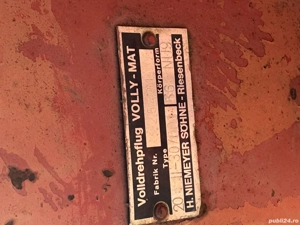 Volldrehpflug VOLLY-MAT
Fabrik Nr.
Körperform
Type
H. NIEMEYER SÖHNE - Riesenbeck
publi24.ro